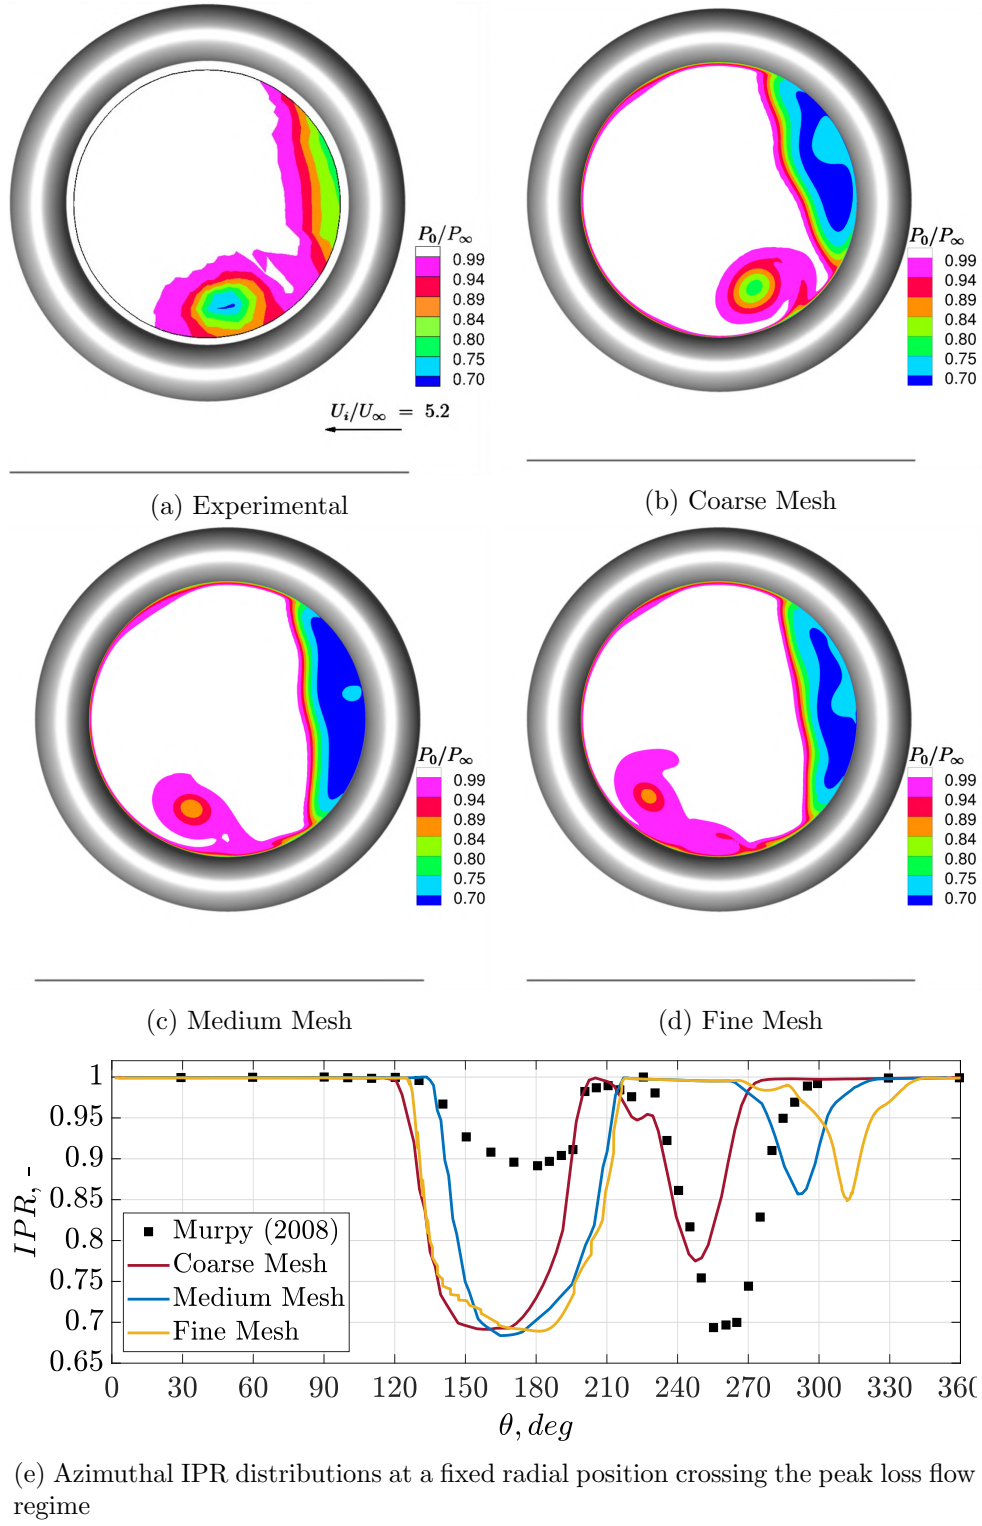 P₀/P∞
0.99
0.94
0.89
0.84
0.80
0.75
0.70
Uᵢ/U∞ = 5.2
(a) Experimental
P₀/P∞
0.99
0.94
0.89
0.84
0.80
0.75
0.70
(b) Coarse Mesh
P₀/P∞
0.99
0.94
0.89
0.84
0.80
0.75
0.70
(c) Medium Mesh
P₀/P∞
0.99
0.94
0.89
0.84
0.80
0.75
0.70
(d) Fine Mesh
IPR, -
1
0.95
0.9
0.85
0.8
0.75
0.7
0.65
Murpy (2008)
Coarse Mesh
Medium Mesh
Fine Mesh
0 30 60 90 120 150 180 210 240 270 300 330 360
θ, deg
(e) Azimuthal IPR distributions at a fixed radial position crossing the peak loss flow
regime